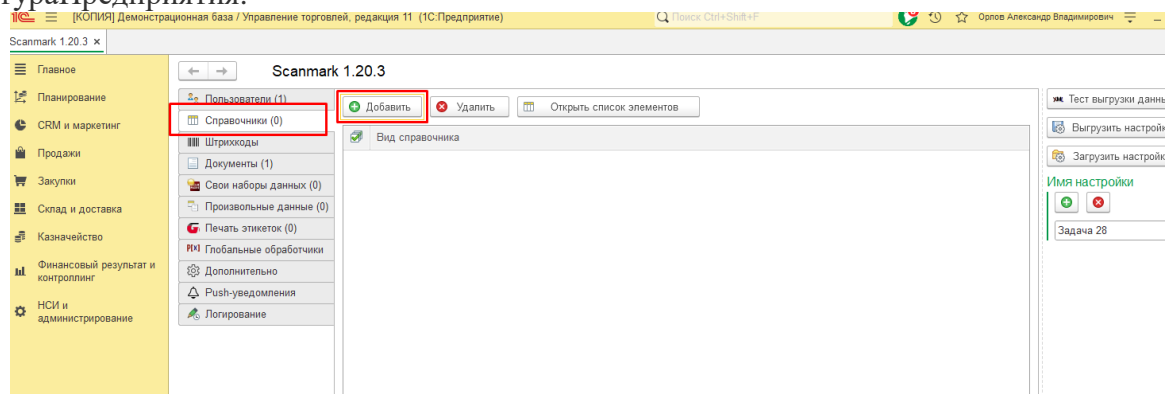 [КОПИЯ] Демонстрационная база / Управление торговлей, редакция 11 (1С:Предприятие)
Поиск Ctrl+Shift+F
Орлов Александр Владимирович
Scanmark 1.20.3 ×
Главное
Планирование
CRM и маркетинг
Продажи
Закупки
Склад и доставка
Казначейство
Финансовый результат и
контроллинг
НСИ и
администрирование
Scanmark 1.20.3
Пользователи (1)
Справочники (0)
Штрихкоды
Документы (1)
Свои наборы данных (0)
Произвольные данные (0)
Печать этикеток (0)
Глобальные обработчики
Дополнительно
Push-уведомления
Логирование
Добавить
Удалить
Открыть список элементов
Вид справочника
Тест выгрузки данн
Выгрузить настрой
Загрузить настрой
Имя настройки
Задача 28